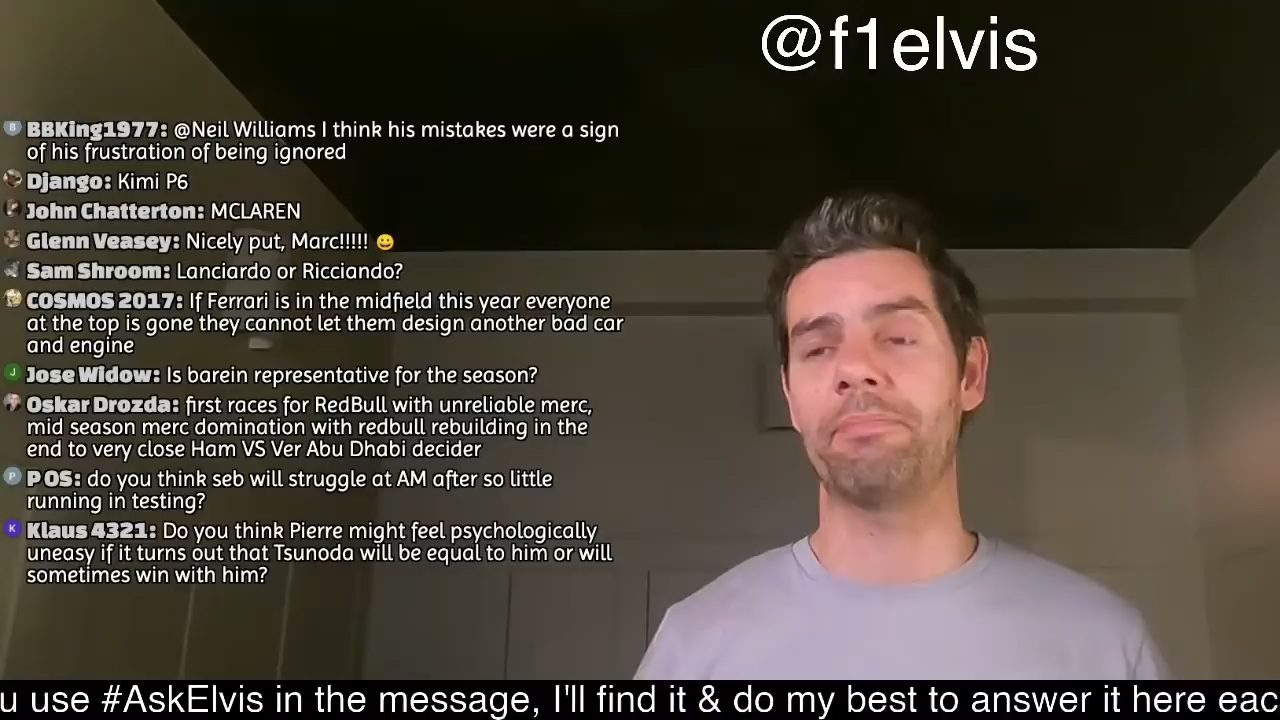 @f1elvis
BBKing1977: @Neil Williams I think his mistakes were a sign
of his frustration of being ignored
Django: Kimi P6
John Chatterton: MCLAREN
Glenn Veasey: Nicely put, Marc!!!!! 😀
Sam Shroom: Lanciardo or Ricciando?
COSMOS 2017: If Ferrari is in the midfield this year everyone
at the top is gone they cannot let them design another bad car
and engine
J Jose Widow: Is barein representative for the season?
Oskar Drozda: first races for RedBull with unreliable merc,
mid season merc domination with redbull rebuilding in the
end to very close Ham VS Ver Abu Dhabi decider
P P OS: do you think seb will struggle at AM after so little
running in testing?
K Klaus 4321: Do you think Pierre might feel psychologically
uneasy if it turns out that Tsunoda will be equal to him or will
sometimes win with him?
u use #AskElvis in the message, I'll find it & do my best to answer it here eac